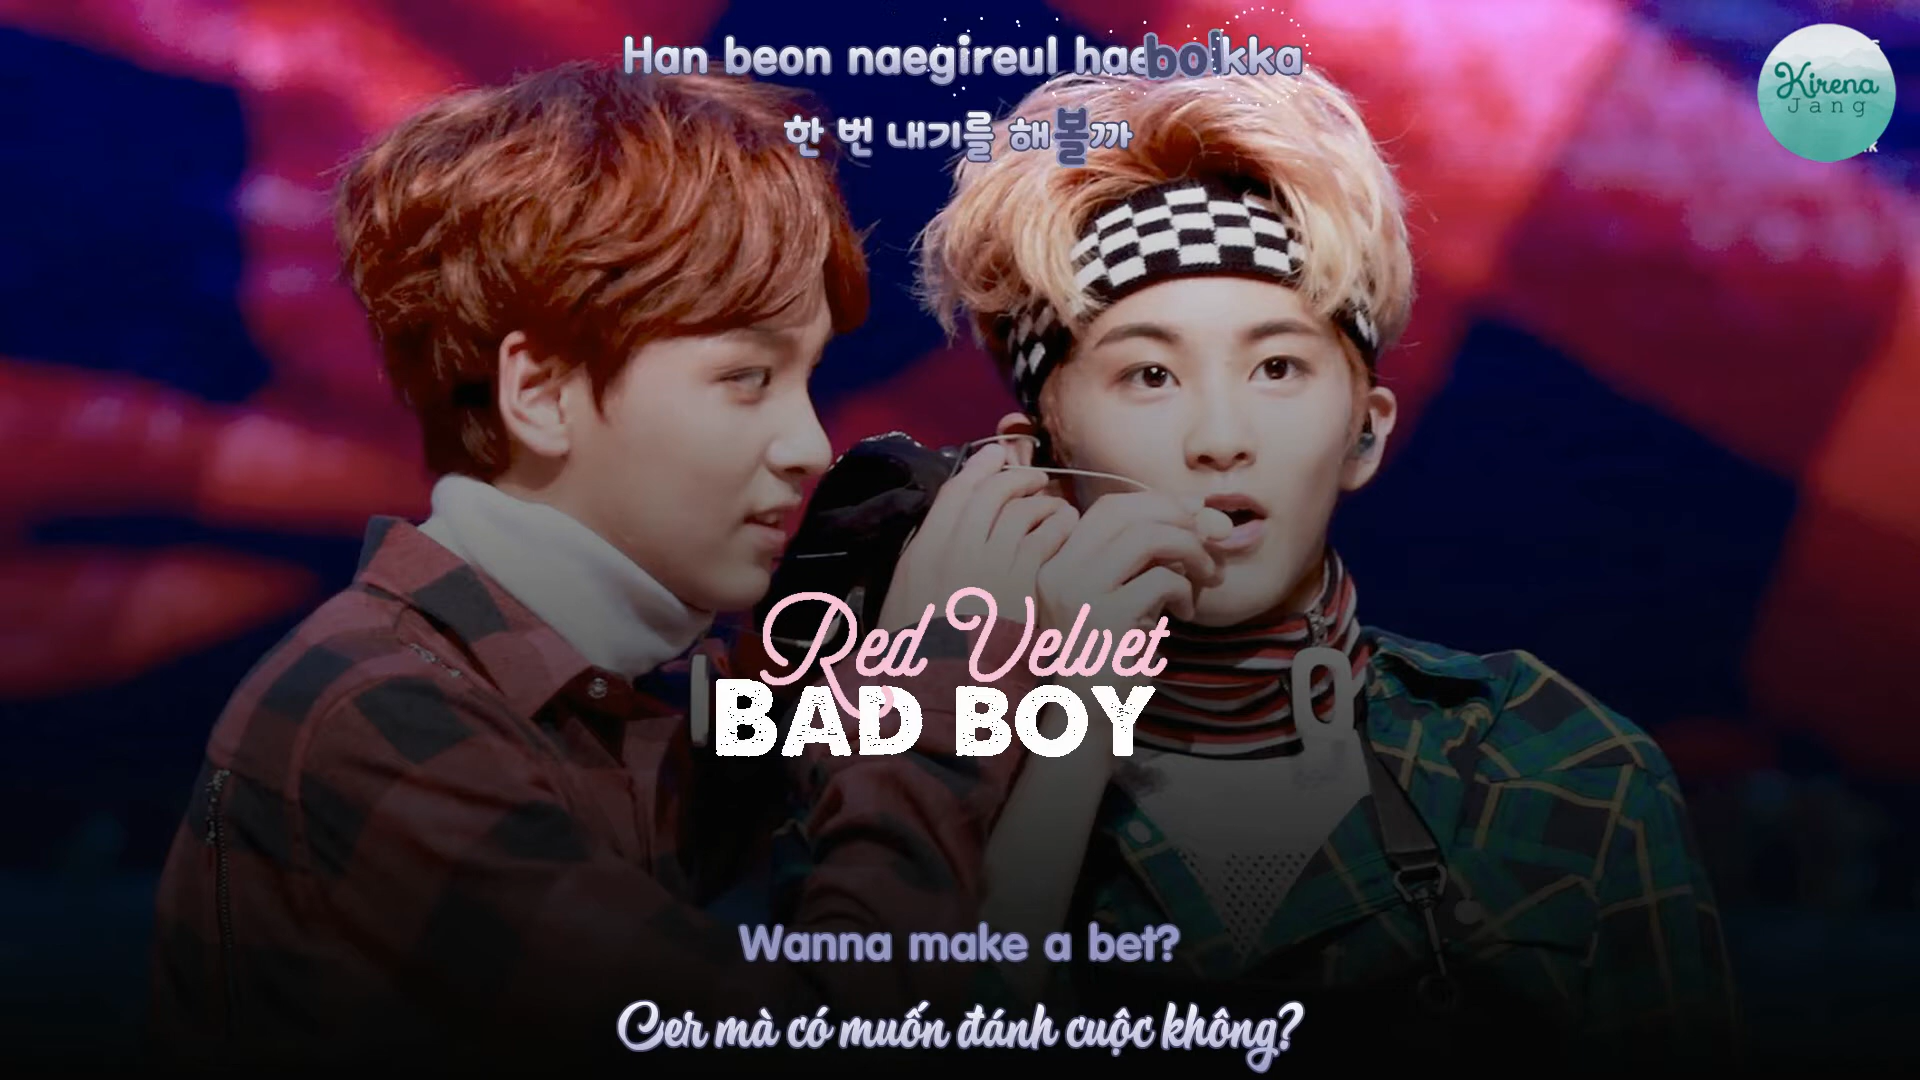 Han beon naegireul haebolkka
한 번 내기를 해볼까
Kirena
Jang
Red Velvet
BAD BOY
Wanna make a bet?
Cer mà có muốn đánh cuộc không?